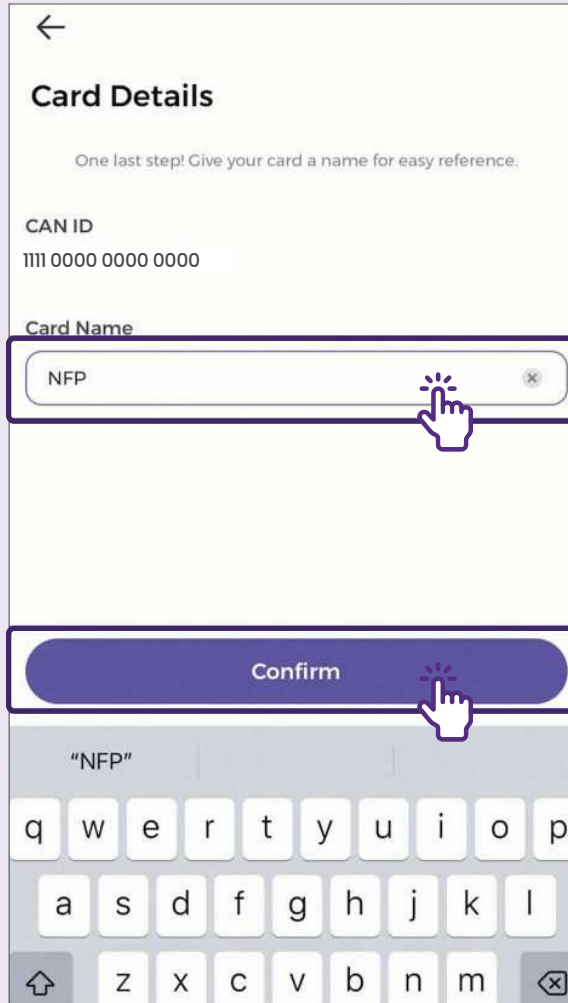 Card Details
One last step! Give your card a name for easy reference.
CAN ID
1111 0000 0000 0000
Card Name
NFP
Confirm
“NFP”
q w e r t y u i o p
a s d f g h j k l
z x c v b n m